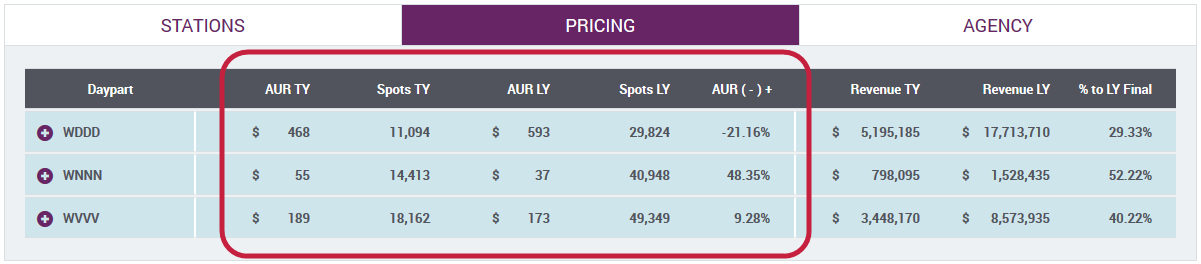 STATIONS PRICING AGENCY
Daypart AUR TY Spots TY AUR LY Spots LY AUR ( - ) + Revenue TY Revenue LY % to LY Final
WDDD $ 468 11,094 $ 593 29,824 -21.16% $ 5,195,185 $ 17,713,710 29.33%
WNNN $ 55 14,413 $ 37 40,948 48.35% $ 798,095 $ 1,528,435 52.22%
WVVV $ 189 18,162 $ 173 49,349 9.28% $ 3,448,170 $ 8,573,935 40.22%